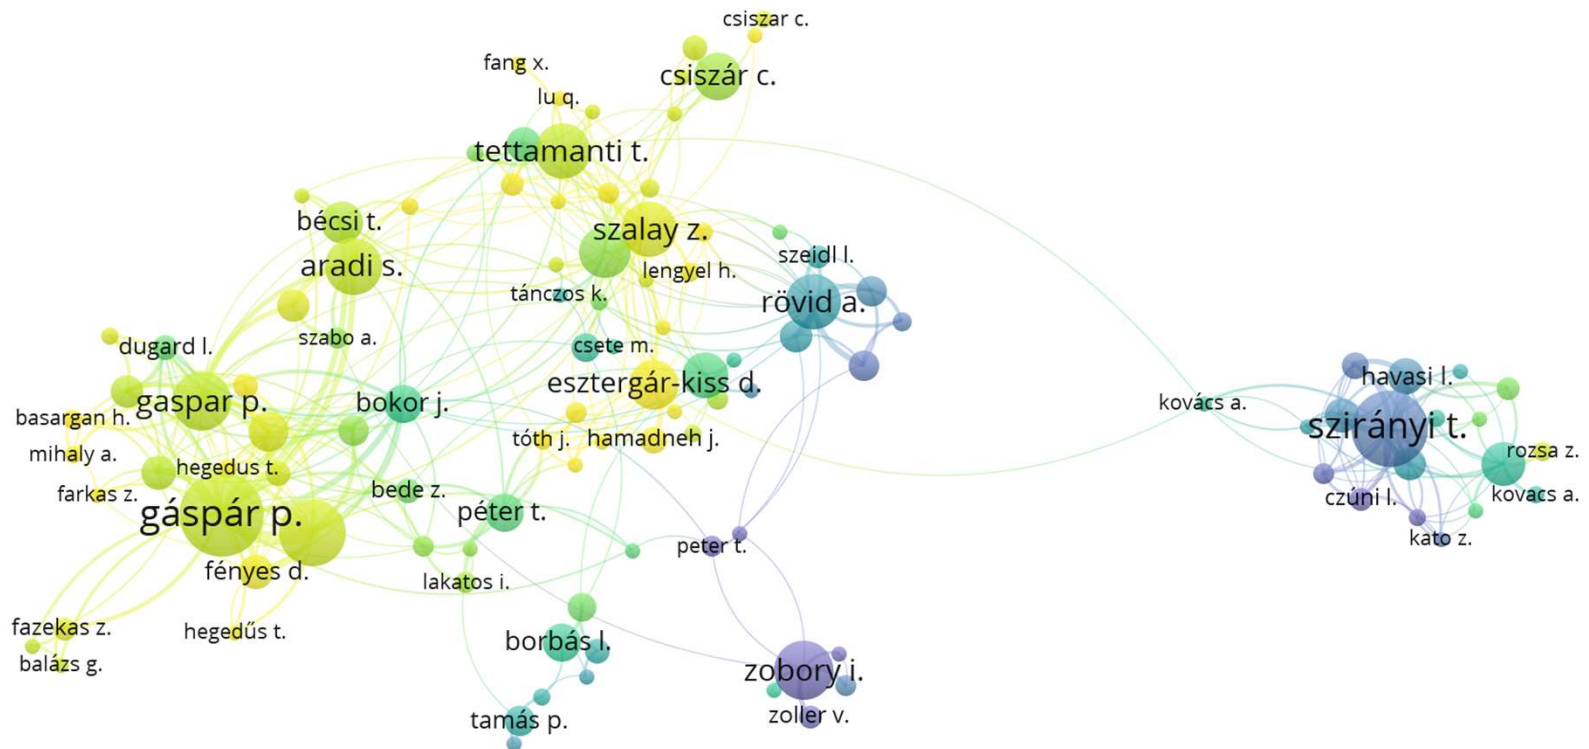 csiszar c.
fang x.
csiszár c.
lu q.
tettamanti t.
bécsi t.
szalay z.
szeidl l.
aradi s.
lengyel h.
tánczos k.
rövid a.
szabo a.
dugard l.
csete m.
havasi l.
esztergár-kiss d.
gaspar p.
bokor j.
kovács a.
basargan h.
szirányi t.
tóth j.
hamadneh j.
mihaly a.
rozsa z.
hegedus t.
farkas z.
bede z.
czúni l.
kovacs a.
gáspár p.
péter t.
kato z.
peter t.
fényes d.
lakatos i.
fazekas z.
hegedűs t.
borbás l.
balázs g.
zobory i.
tamás p.
zoller v.